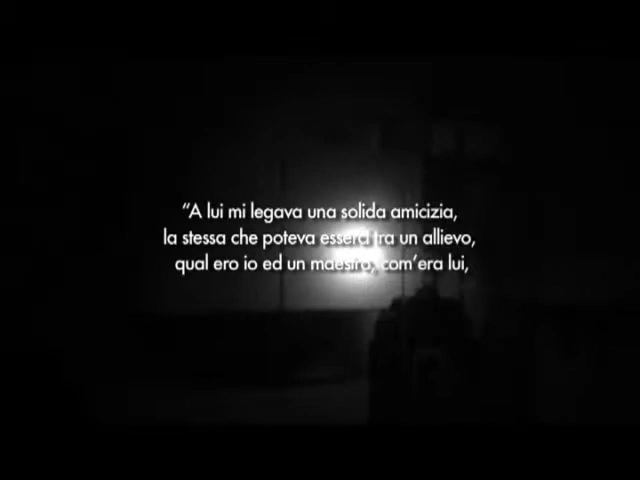 “A lui mi legava una solida amicizia,
la stessa che poteva esserci tra un allievo,
qual ero io ed un maestro, com’era lui,